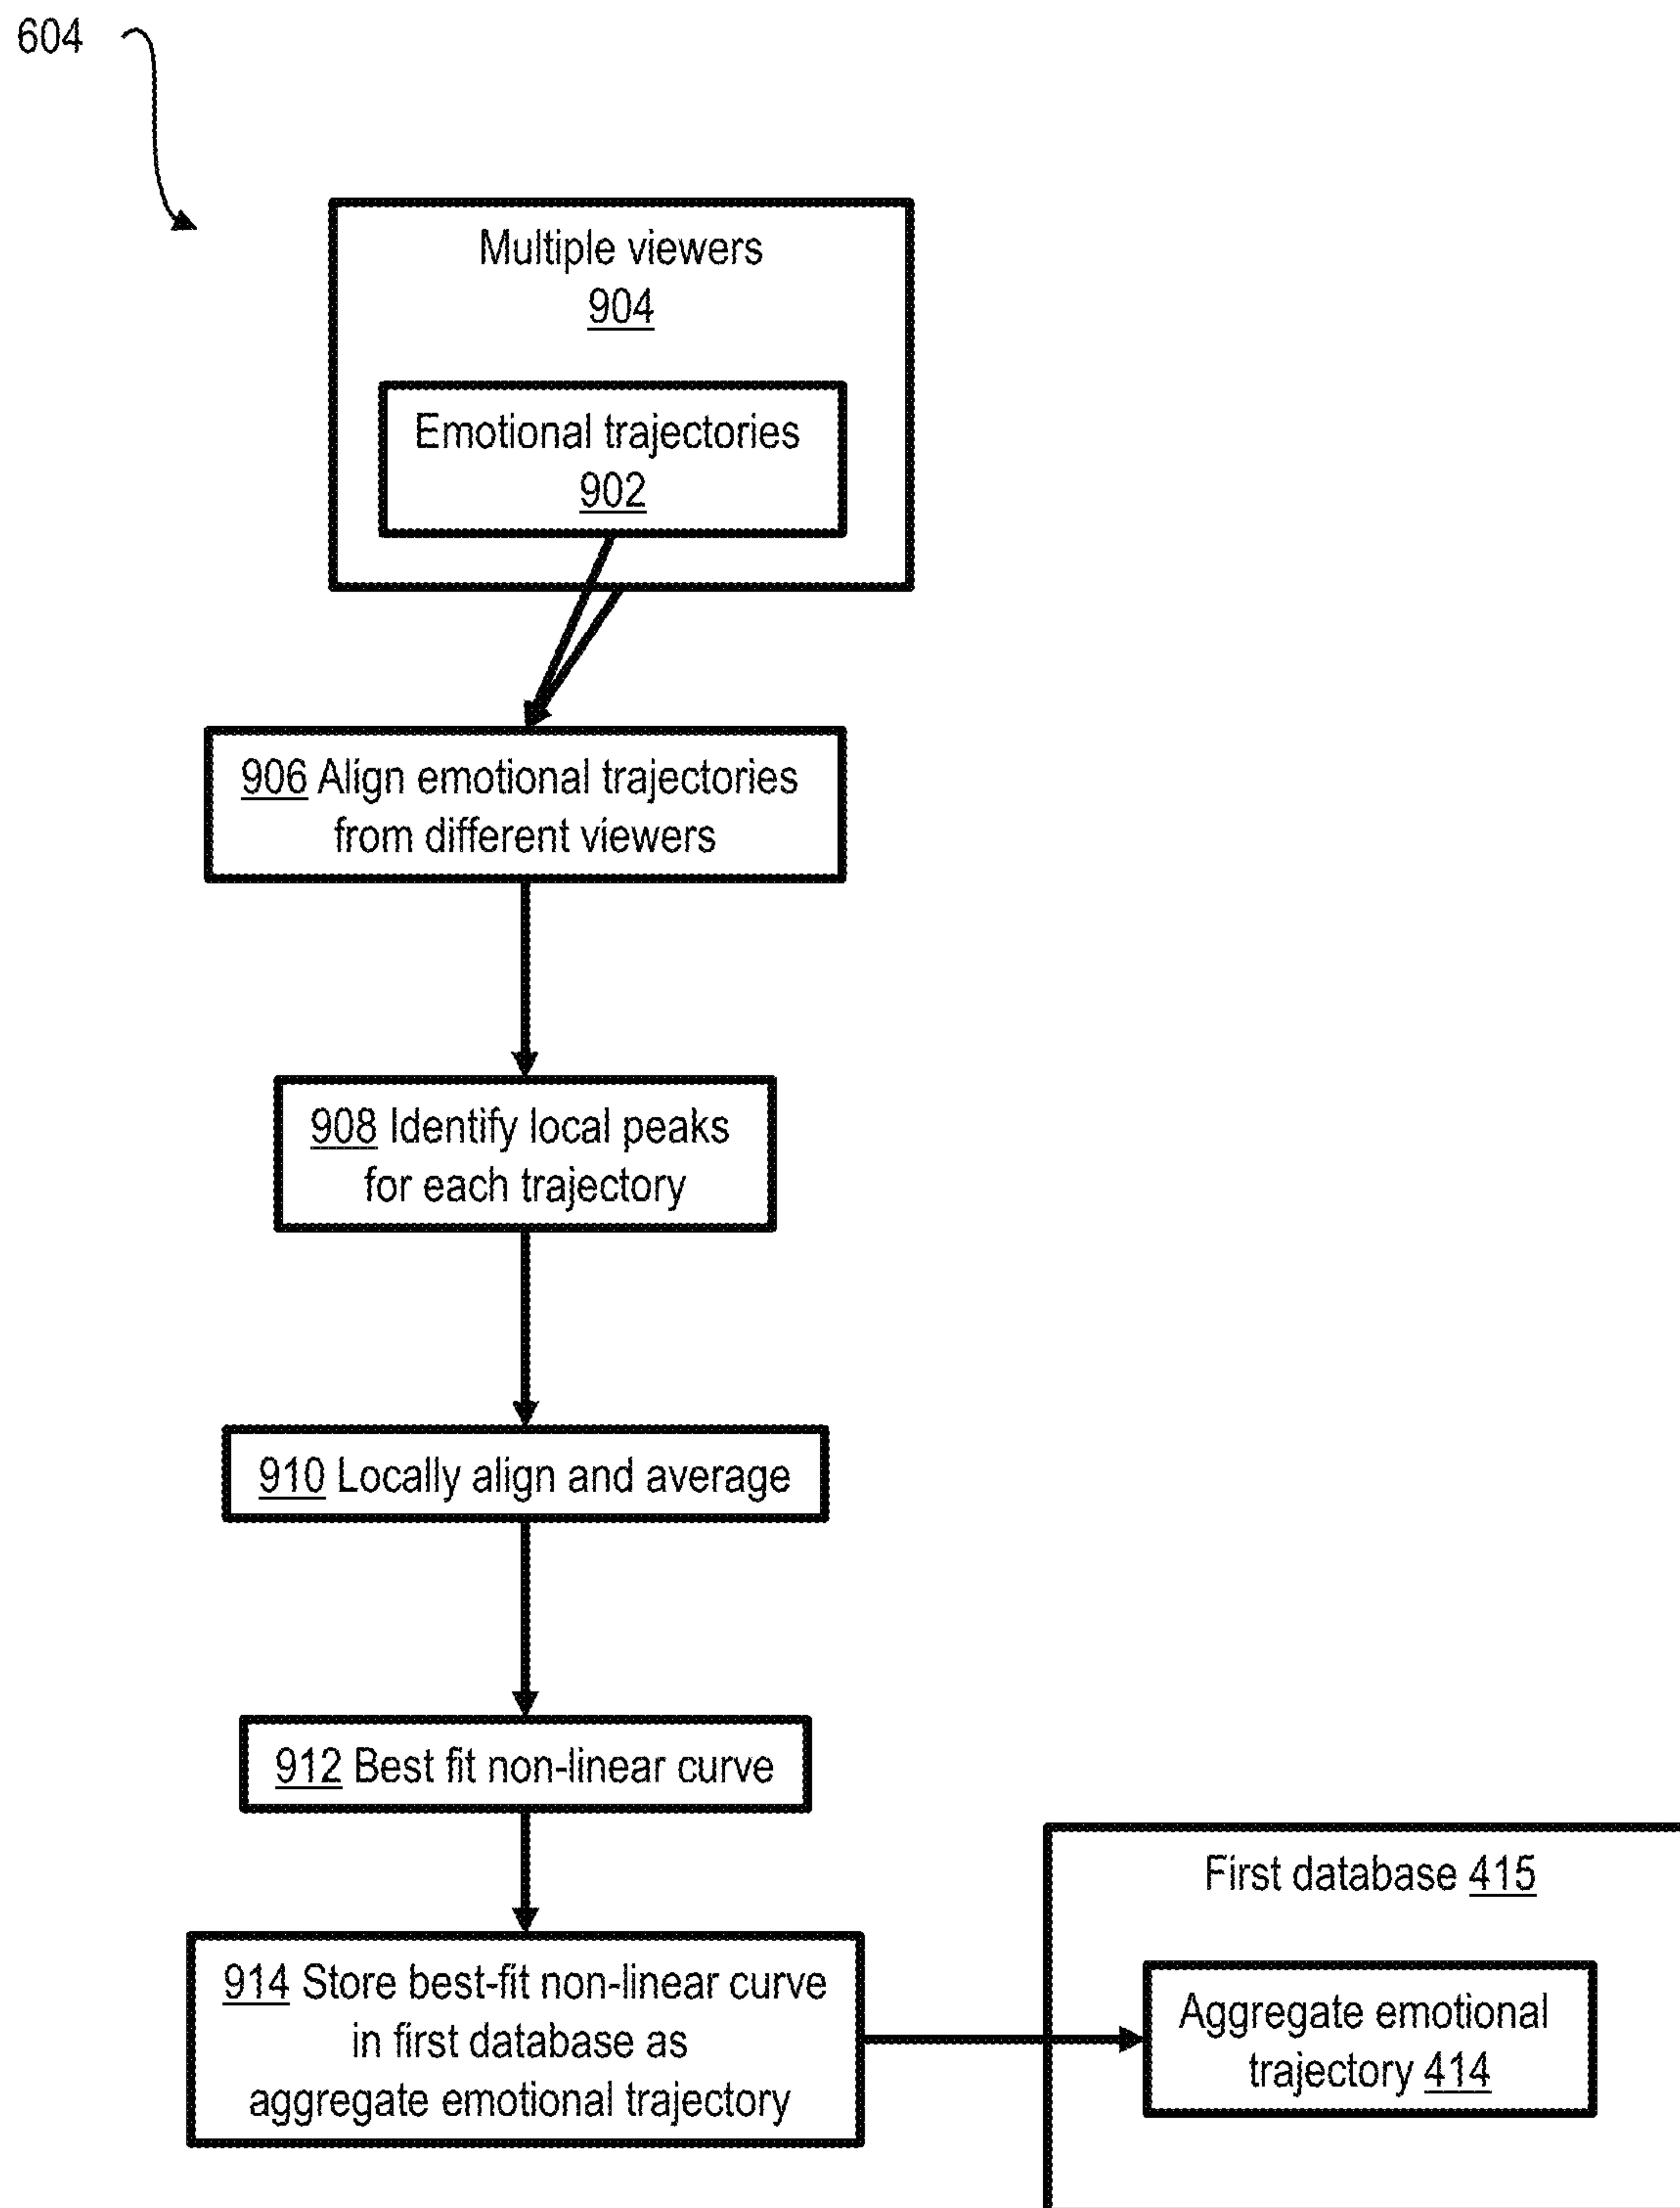 604
Multiple viewers
904
Emotional trajectories
902
906 Align emotional trajectories
from different viewers
908 Identify local peaks
for each trajectory
910 Locally align and average
912 Best fit non-linear curve
914 Store best-fit non-linear curve
in first database as
aggregate emotional trajectory
First database 415
Aggregate emotional
trajectory 414